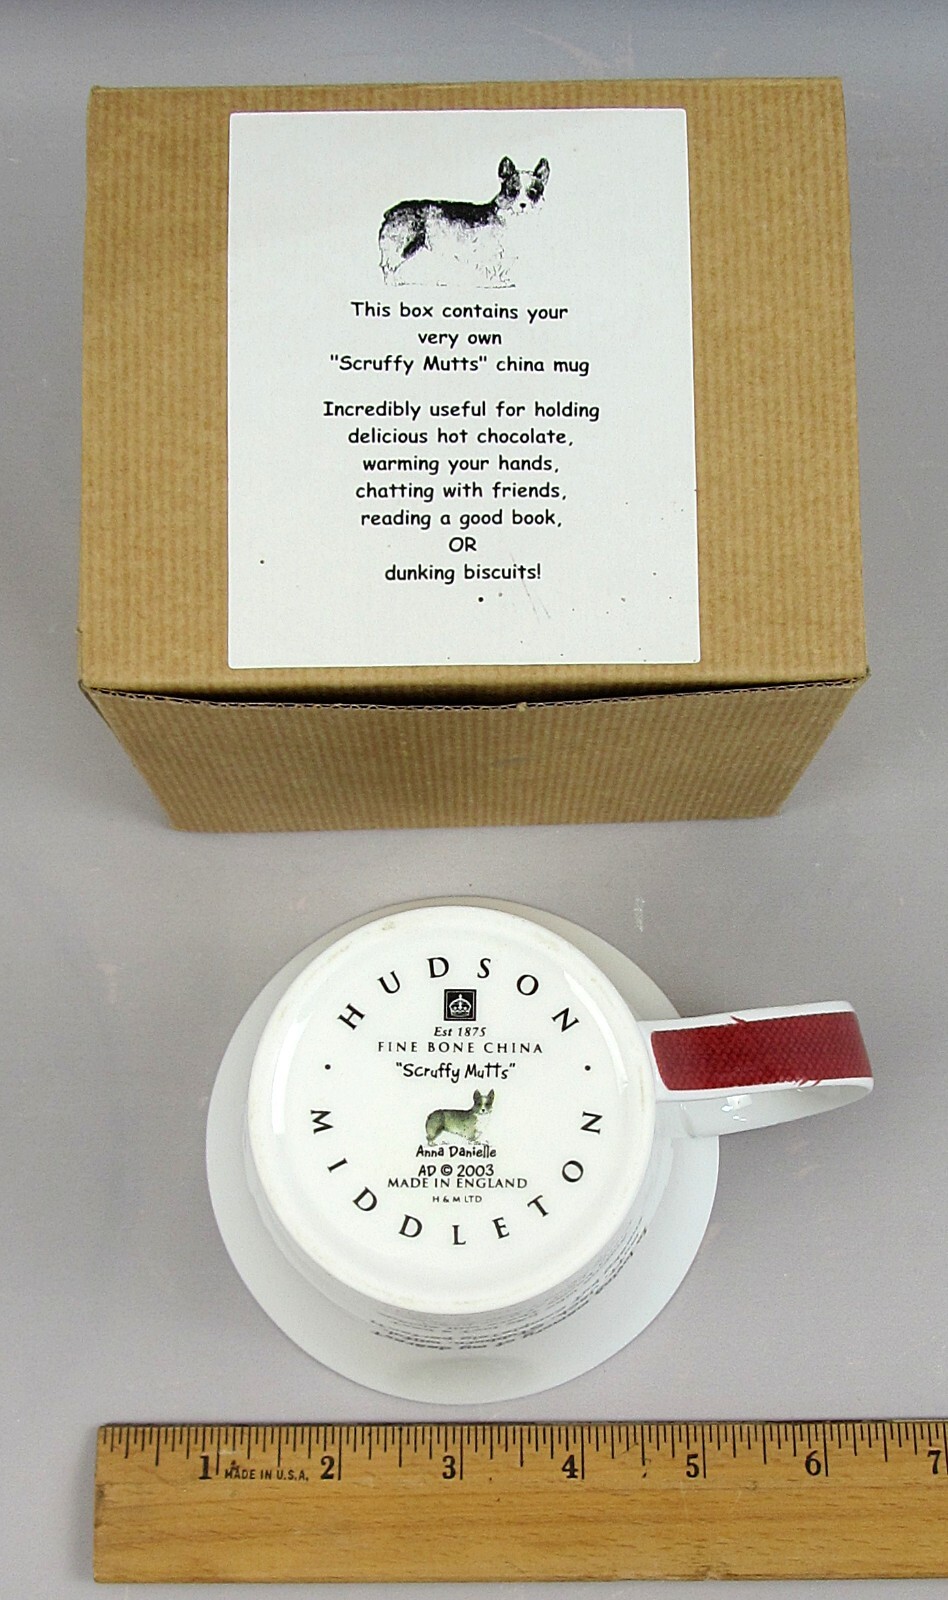 This box contains your
very own
"Scruffy Mutts" china mug
Incredibly useful for holding
delicious hot chocolate,
warming your hands,
chatting with friends,
reading a good book,
OR
dunking biscuits!
HUDSON
Est 1875
FINE BONE CHINA
"Scruffy Mutts"
Anna Danielle
AD © 2003
MADE IN ENGLAND
H & M LTD
· MIDDLETON ·
1 MADE IN U.S.A. 2 3 4 5 6 7